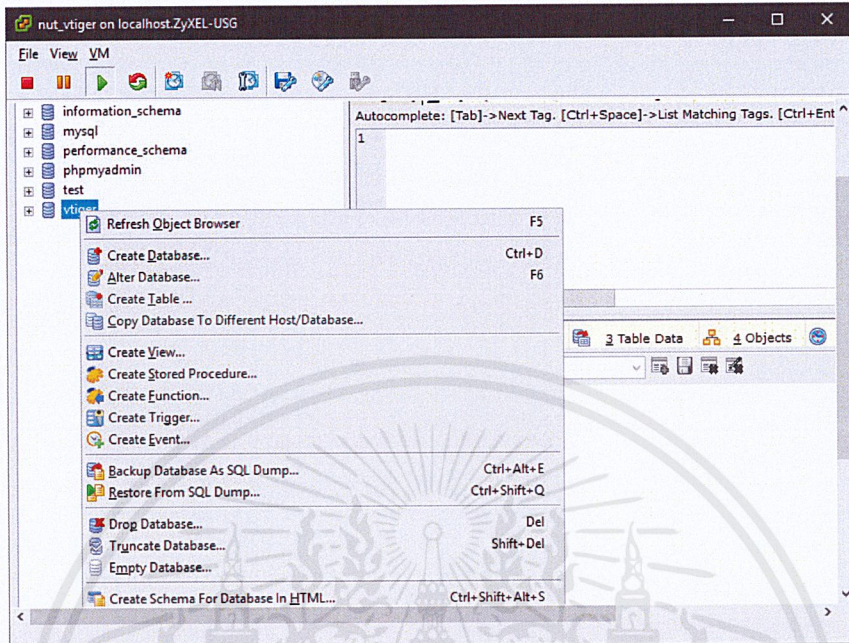 nut_vtiger on localhost.ZyXEL-USG
File View VM
information_schema
mysql
performance_schema
phpmyadmin
test
vtiger
Autocomplete: [Tab]->Next Tag. [Ctrl+Space]->List Matching Tags. [Ctrl+Ent
1
Refresh Object Browser F5
Create Database... Ctrl+D
Alter Database... F6
Create Table ...
Copy Database To Different Host/Database...
Create View...
Create Stored Procedure...
Create Function...
Create Trigger...
Create Event...
Backup Database As SQL Dump... Ctrl+Alt+E
Restore From SQL Dump... Ctrl+Shift+Q
Drop Database... Del
Truncate Database... Shift+Del
Empty Database...
Create Schema For Database In HTML... Ctrl+Shift+Alt+S
3 Table Data 4 Objects